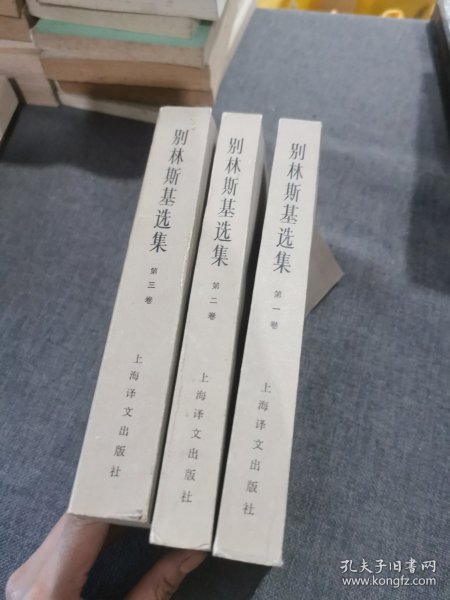 别林斯基选集
第三卷
上海译文出版社
别林斯基选集
第二卷
上海译文出版社
别林斯基选集
第一卷
上海译文出版社
孔夫子旧书网
www.kongfz.com